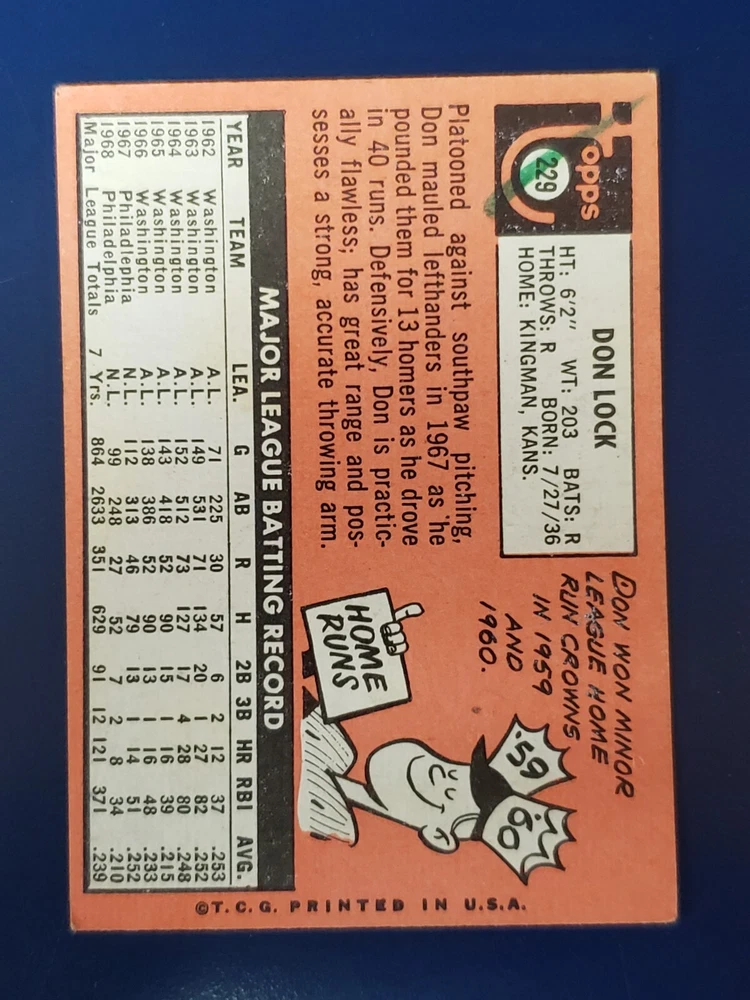 Topps
229
DON LOCK
HT: 6'2" WT: 203 BATS: R
THROWS: R BORN: 7/27/36
HOME: KINGMAN, KANS.
Platooned against southpaw pitching,
Don mauled lefthanders in 1967 as he
pounded them for 13 homers as he drove
in 40 runs. Defensively, Don is practic-
ally flawless; has great range and pos-
sesses a strong, accurate throwing arm.
DON WON MINOR
LEAGUE HOME
RUN CROWNS
IN 1959
AND
1960.
'59
'60
HOME
RUNS
MAJOR LEAGUE BATTING RECORD
YEAR TEAM LEA. G AB R H 2B 3B HR RBI AVG.
1962 Washington A.L. 71 225 30 57 6 2 12 37 .253
1963 Washington A.L. 149 531 71 134 20 1 27 82 .252
1964 Washington A.L. 152 512 73 127 17 4 28 80 .248
1965 Washington A.L. 143 418 52 90 15 1 16 39 .215
1966 Washington A.L. 138 386 52 90 13 1 16 48 .233
1967 Philadlephia N.L. 112 313 46 79 13 1 14 51 .252
1968 Philadelphia N.L. 99 248 27 52 7 2 8 34 .210
Major League Totals 7 Yrs. 864 2633 351 629 91 12 121 371 .239
©T.C.G. PRINTED IN U.S.A.